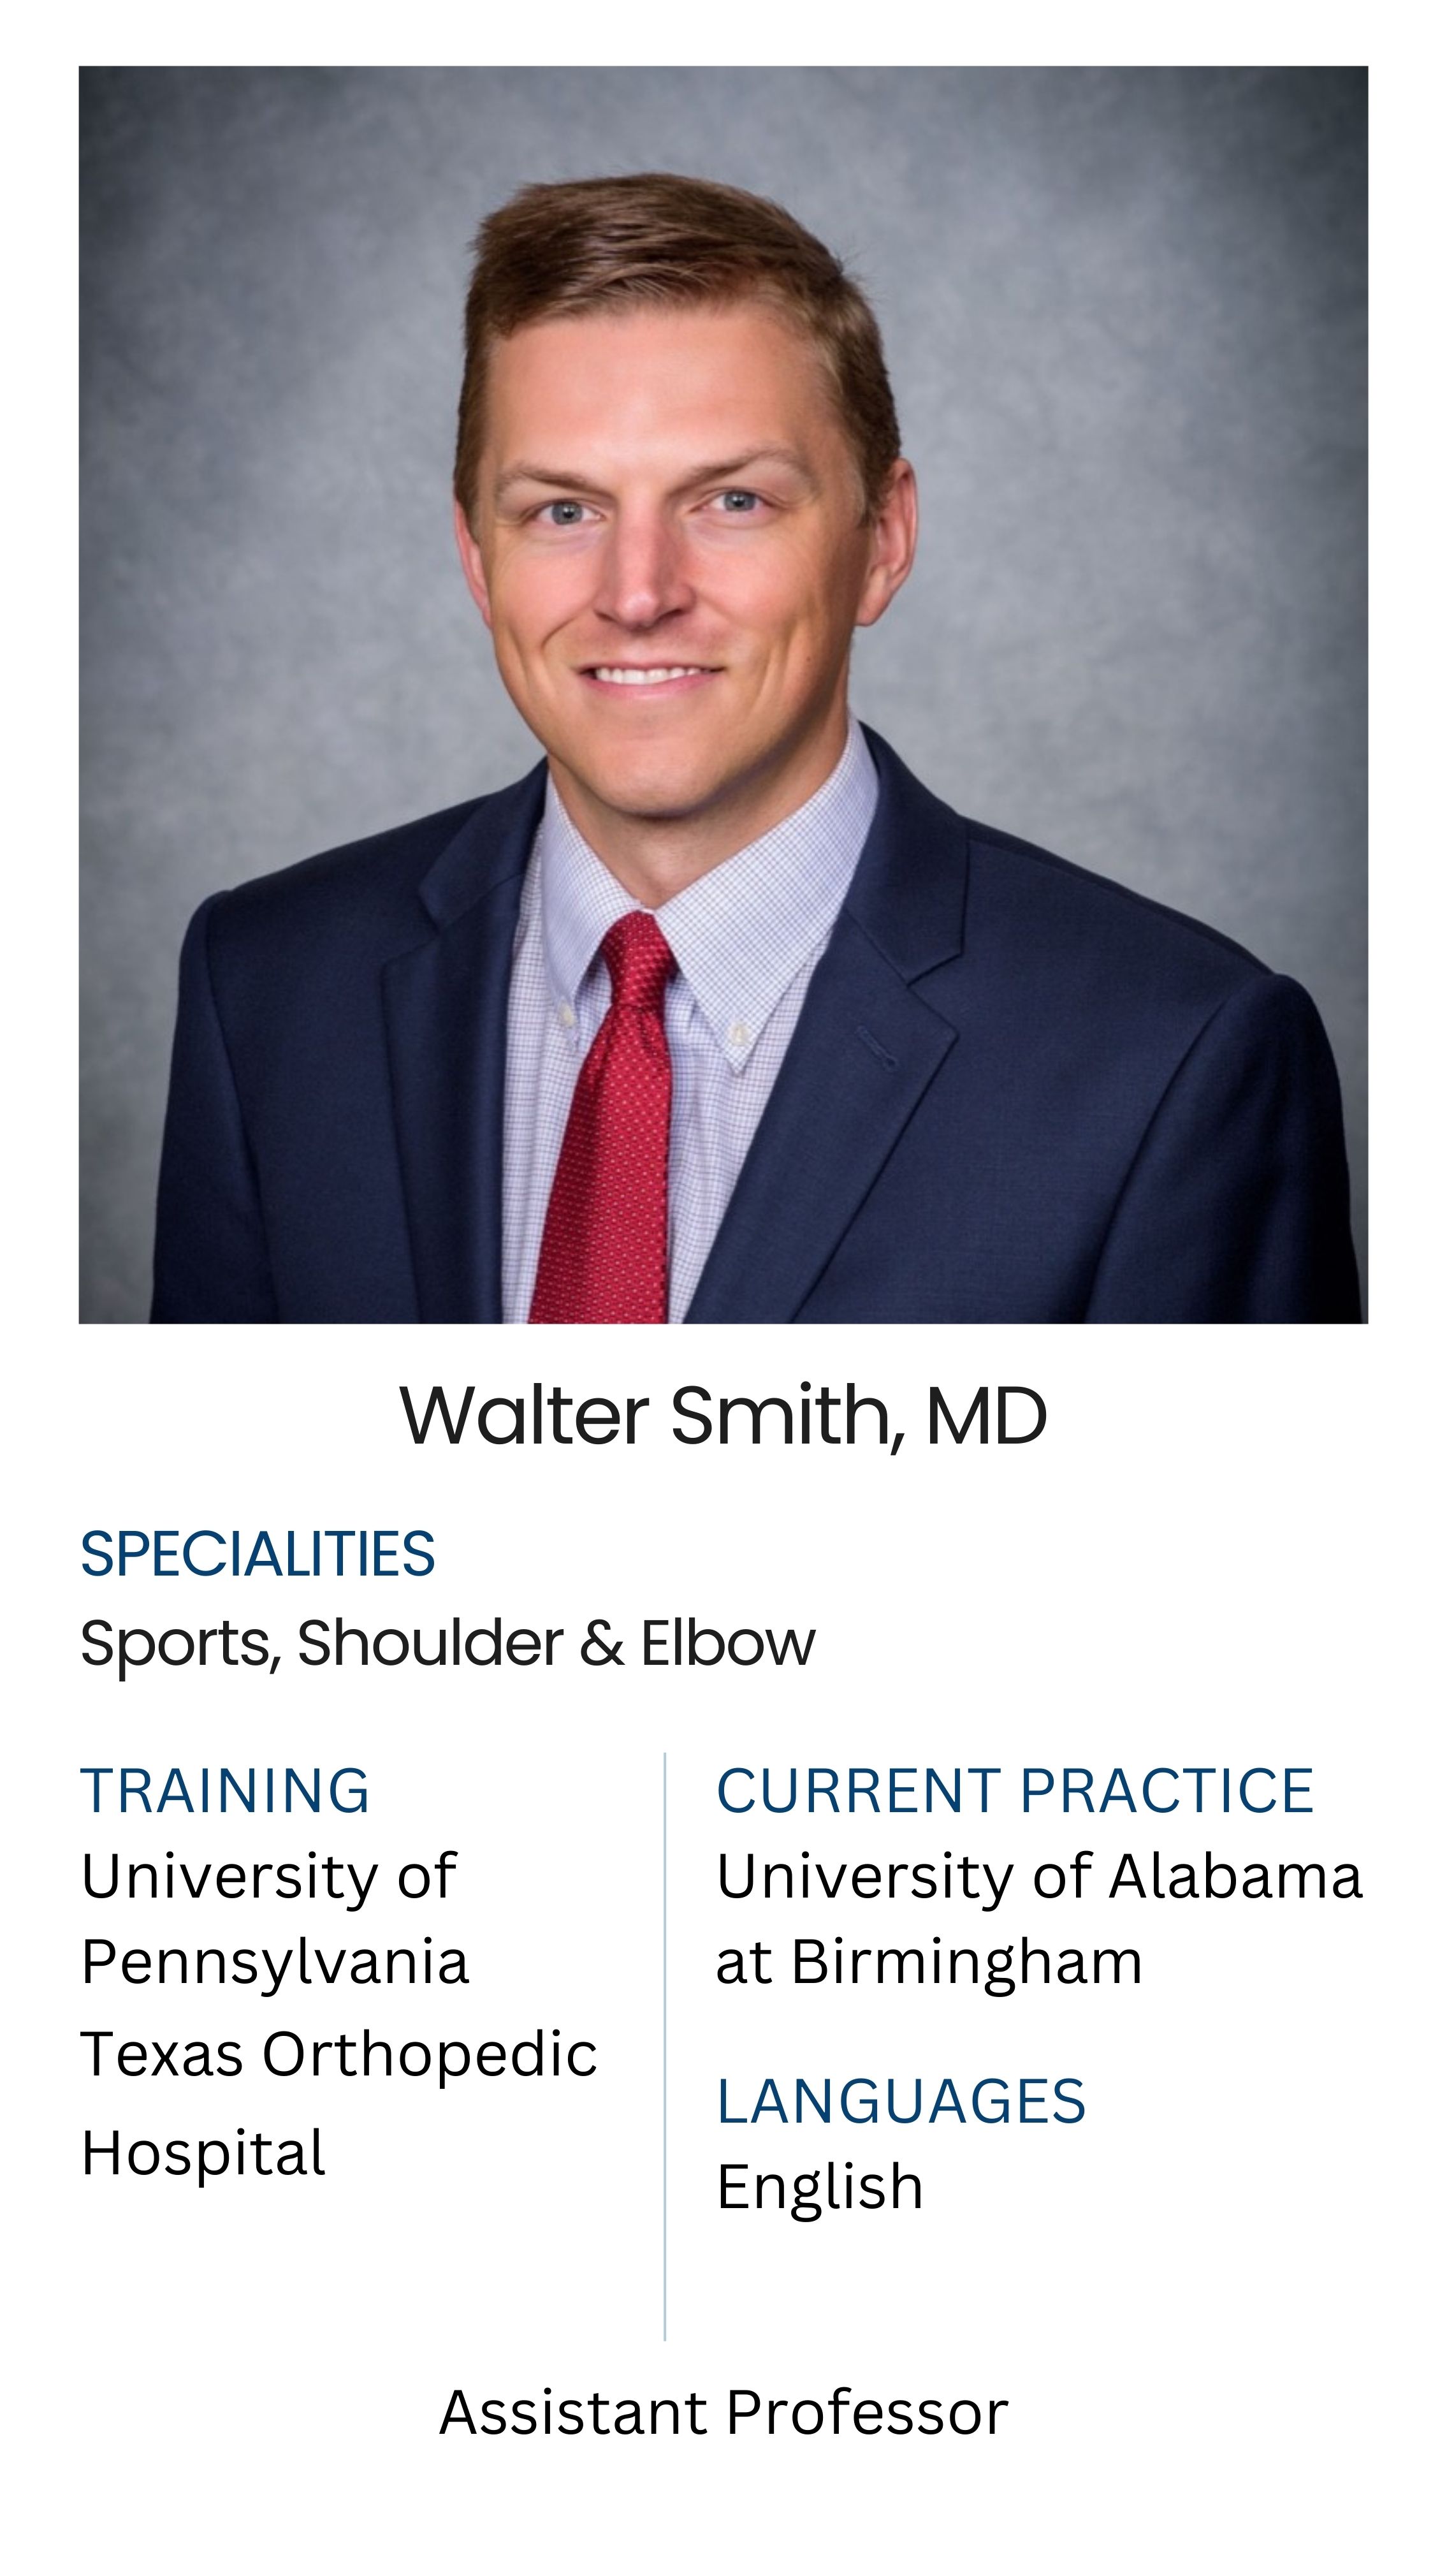 Walter Smith, MD
SPECIALITIES
Sports, Shoulder & Elbow
TRAINING
University of
Pennsylvania
Texas Orthopedic
Hospital
CURRENT PRACTICE
University of Alabama
at Birmingham
LANGUAGES
English
Assistant Professor